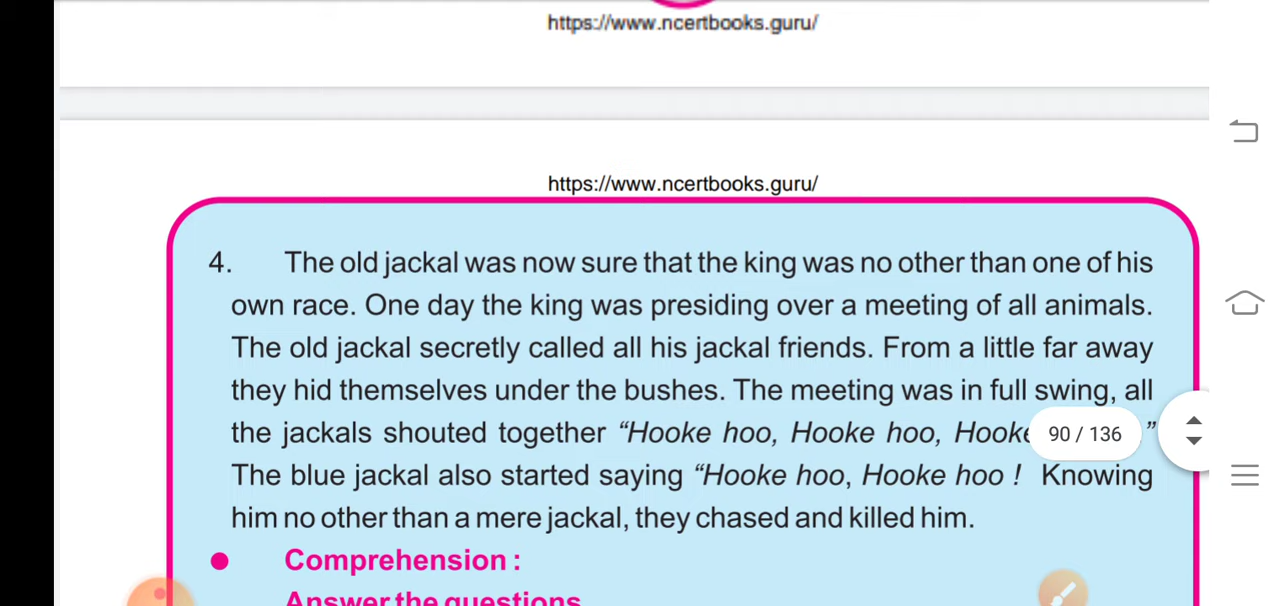 https://www.ncertbooks.guru/
https://www.ncertbooks.guru/
4. The old jackal was now sure that the king was no other than one of his
own race. One day the king was presiding over a meeting of all animals.
The old jackal secretly called all his jackal friends. From a little far away
they hid themselves under the bushes. The meeting was in full swing, all
the jackals shouted together “Hooke hoo, Hooke hoo, Hooke ”
90 / 136
The blue jackal also started saying “Hooke hoo, Hooke hoo ! Knowing
him no other than a mere jackal, they chased and killed him.
● Comprehension :
Answer the questions